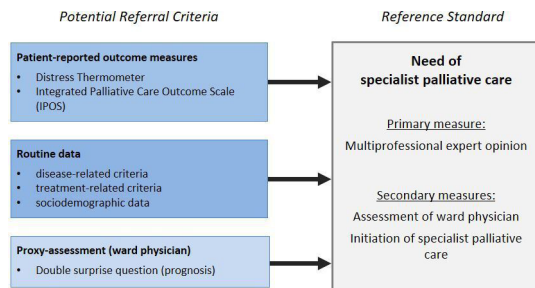 Potential Referral Criteria
Patient-reported outcome measures
• Distress Thermometer
• Integrated Palliative Care Outcome Scale
(IPOS)
Routine data
• disease-related criteria
• treatment-related criteria
• sociodemographic data
Proxy-assessment (ward physician)
• Double surprise question (prognosis)
Reference Standard
Need of
specialist palliative care
Primary measure:
Multiprofessional expert opinion
Secondary measures:
Assessment of ward physician
Initiation of specialist palliative
care